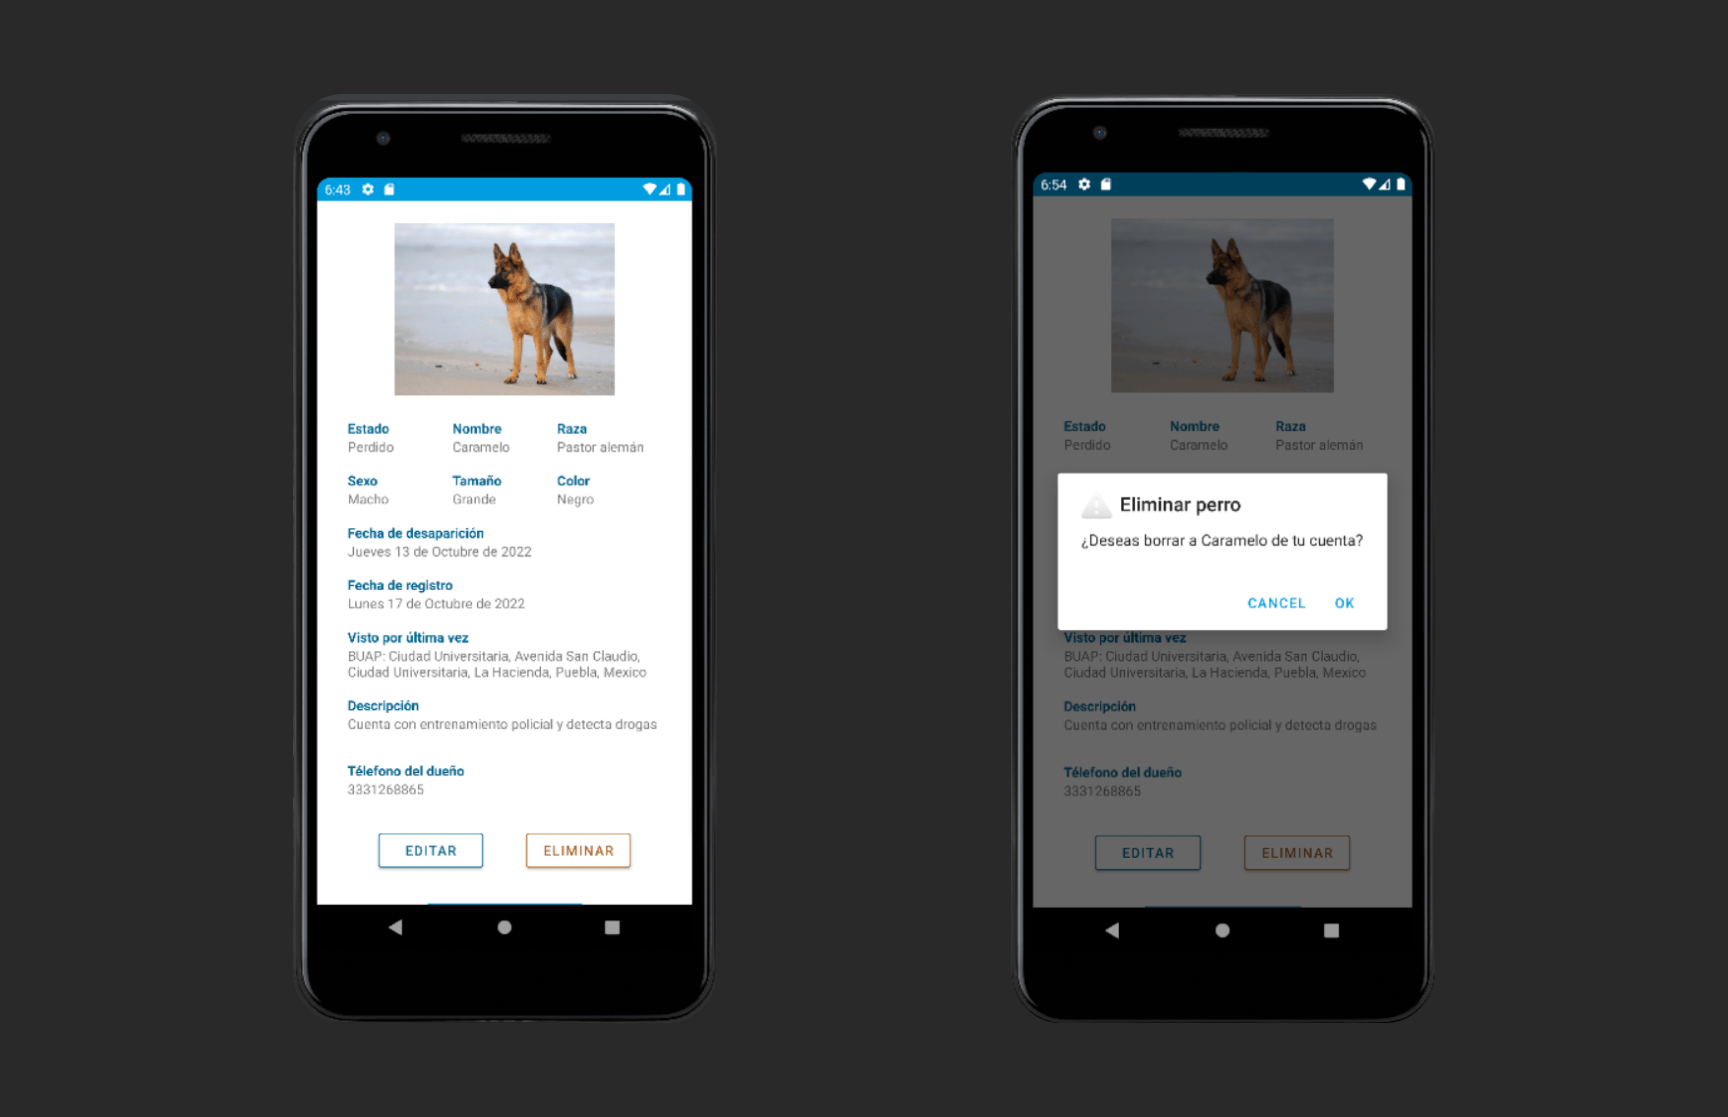 6:43
Estado Nombre Raza
Perdido Caramelo Pastor alemán
Sexo Tamaño Color
Macho Grande Negro
Fecha de desaparición
Jueves 13 de Octubre de 2022
Fecha de registro
Lunes 17 de Octubre de 2022
Visto por última vez
BUAP: Ciudad Universitaria, Avenida San Claudio,
Ciudad Universitaria, La Hacienda, Puebla, Mexico
Descripción
Cuenta con entrenamiento policial y detecta drogas
Télefono del dueño
3331268865
EDITAR ELIMINAR
6:54
Estado Nombre Raza
Perdido Caramelo Pastor alemán
Eliminar perro
¿Deseas borrar a Caramelo de tu cuenta?
CANCEL OK
Visto por última vez
BUAP: Ciudad Universitaria, Avenida San Claudio,
Ciudad Universitaria, La Hacienda, Puebla, Mexico
Descripción
Cuenta con entrenamiento policial y detecta drogas
Télefono del dueño
3331268865
EDITAR ELIMINAR